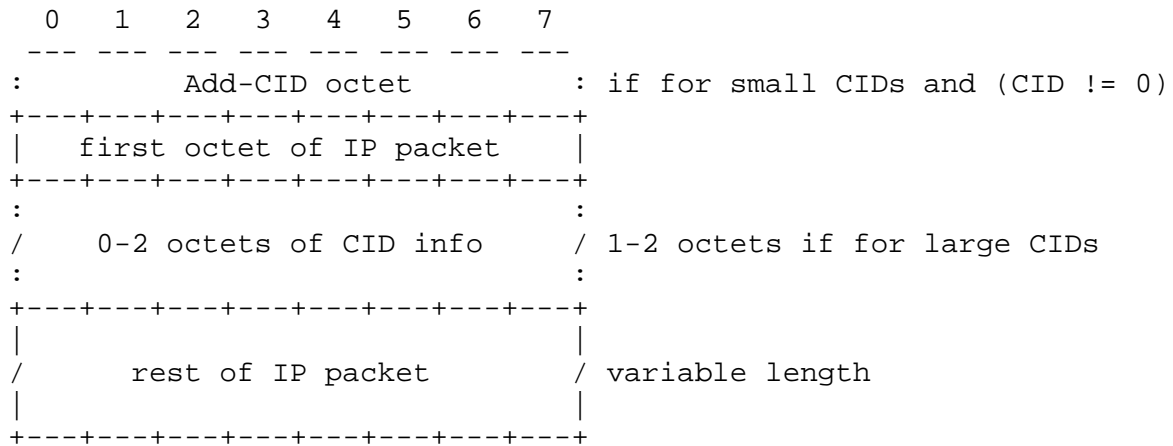 0 1 2 3 4 5 6 7
--- --- --- --- --- --- --- ---
: Add-CID octet : if for small CIDs and (CID != 0)
+---+---+---+---+---+---+---+---+
| first octet of IP packet |
+---+---+---+---+---+---+---+---+
: :
/ 0-2 octets of CID info / 1-2 octets if for large CIDs
: :
+---+---+---+---+---+---+---+---+
| |
/ rest of IP packet / variable length
| |
+---+---+---+---+---+---+---+---+